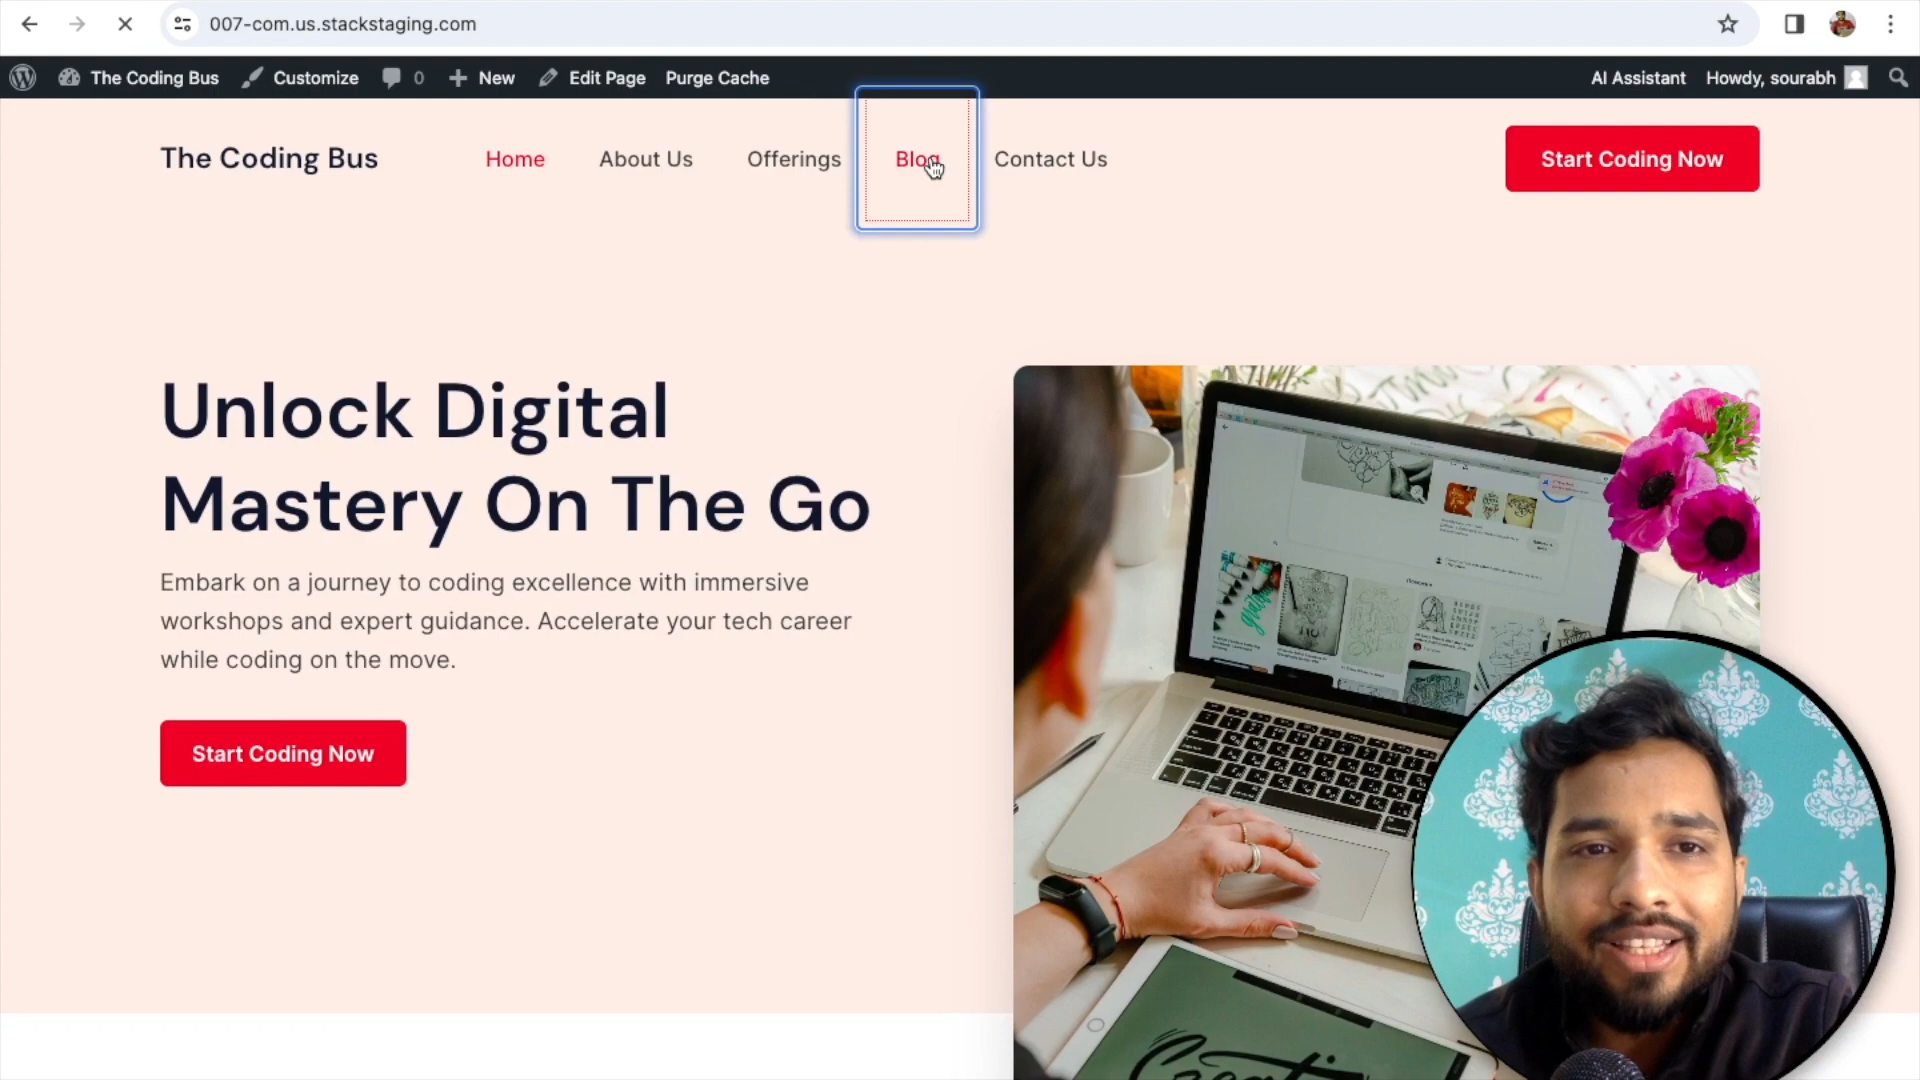 007-com.us.stackstaging.com
The Coding Bus Customize 0 New Edit Page Purge Cache AI Assistant Howdy, sourabh
The Coding Bus Home About Us Offerings Blog Contact Us Start Coding Now
Unlock Digital
Mastery On The Go
Embark on a journey to coding excellence with immersive
workshops and expert guidance. Accelerate your tech career
while coding on the move.
Start Coding Now